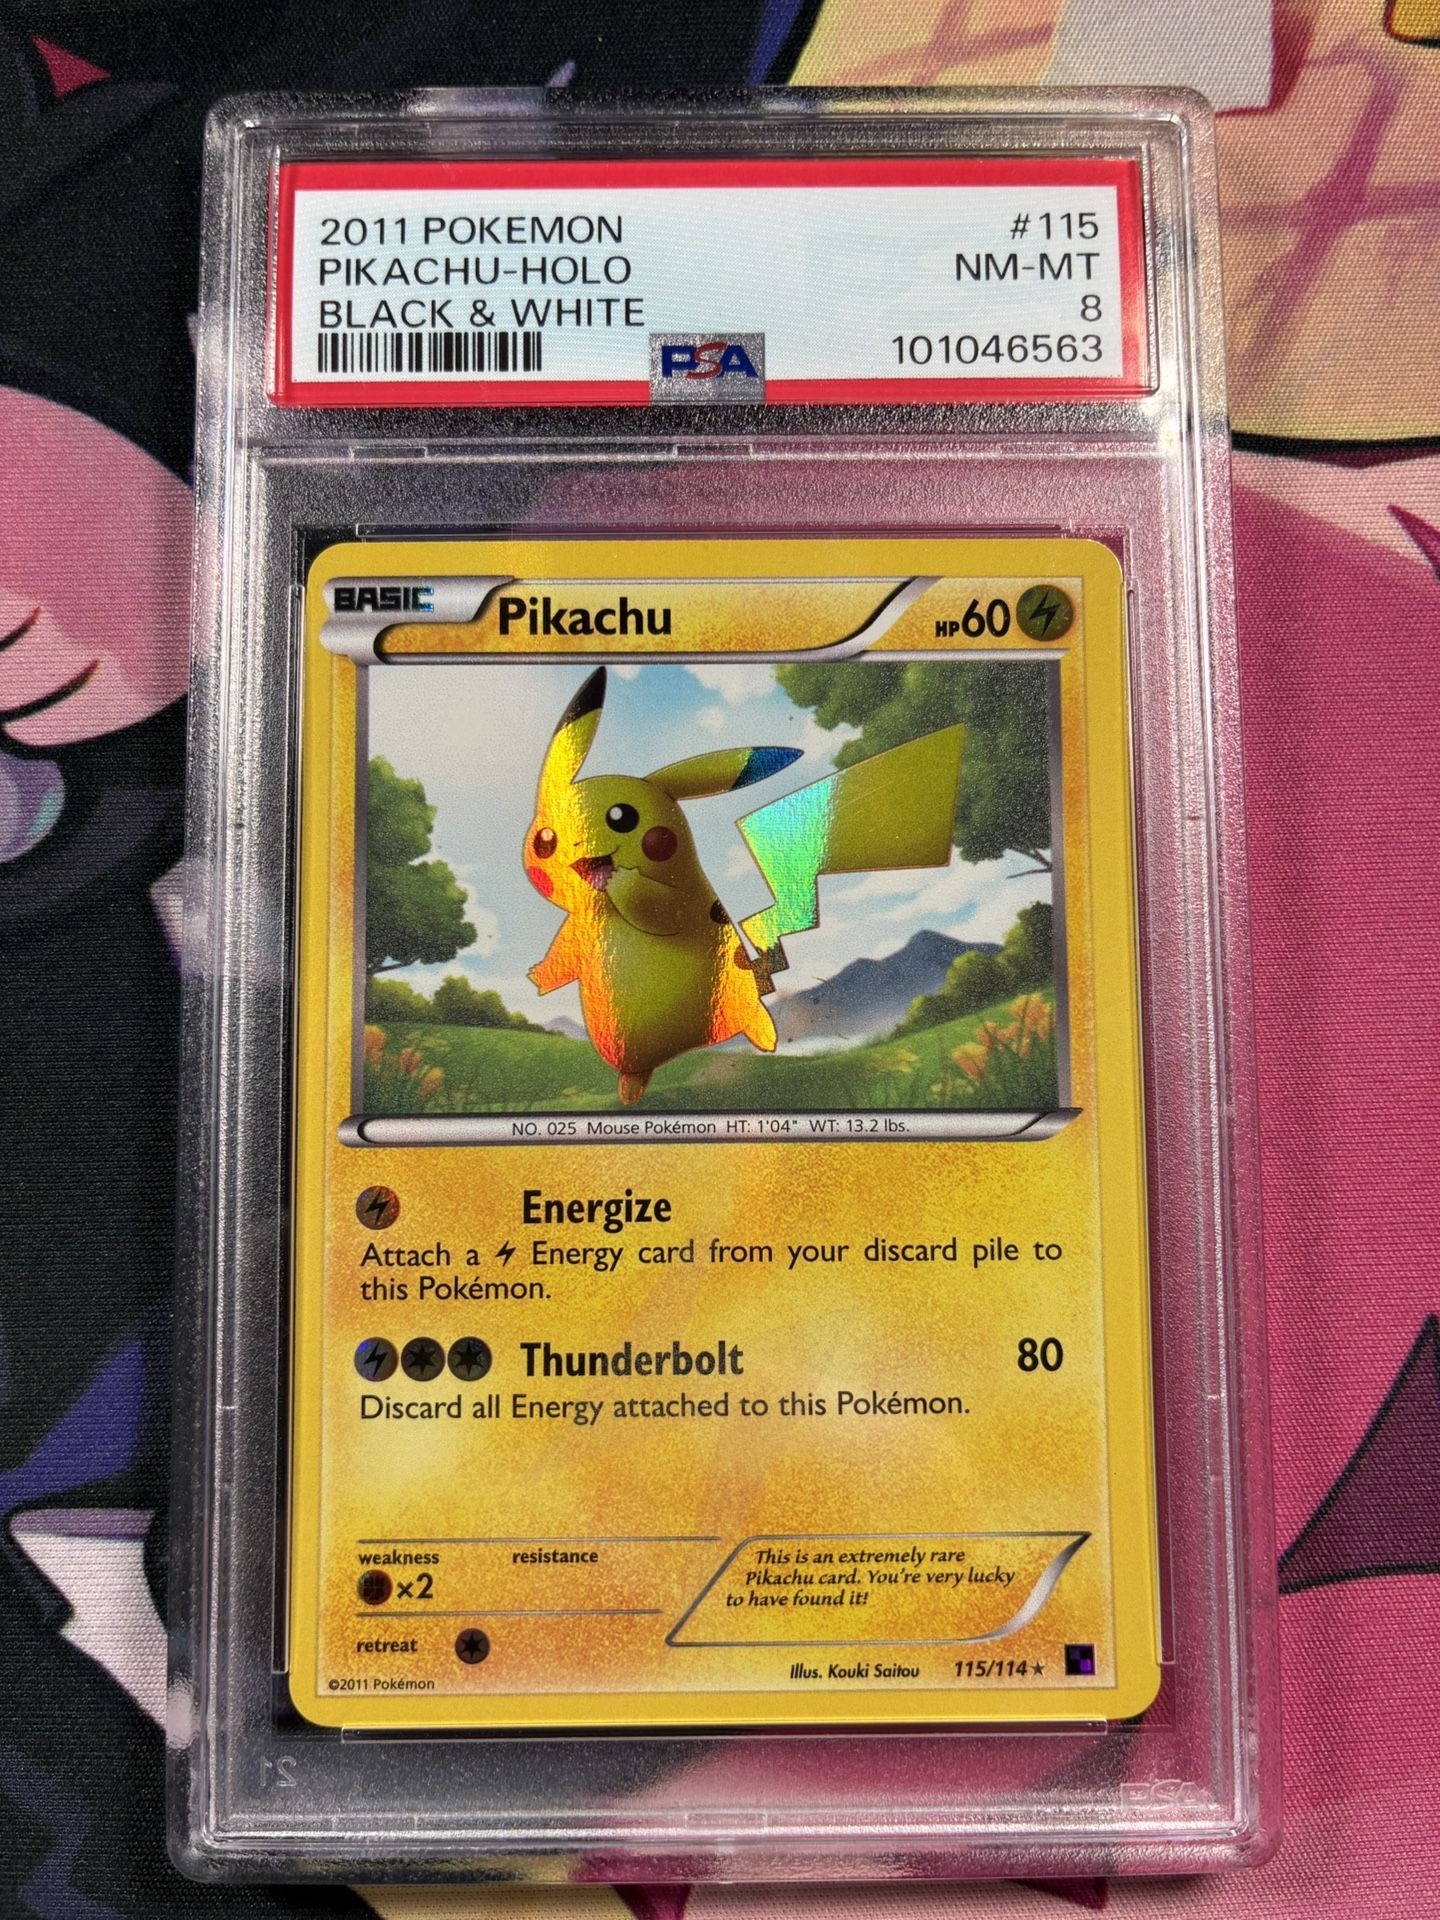 2011 POKEMON #115
PIKACHU-HOLO NM-MT
BLACK & WHITE 8
PSA 101046563
BASIC Pikachu HP60
NO. 025 Mouse Pokémon HT: 1'04" WT: 13.2 lbs.
Energize
Attach a Energy card from your discard pile to
this Pokémon.
Thunderbolt 80
Discard all Energy attached to this Pokémon.
weakness resistance
×2
retreat
This is an extremely rare
Pikachu card. You're very lucky
to have found it!
Illus. Kouki Saitou 115/114★
©2011 Pokémon
21
PSA